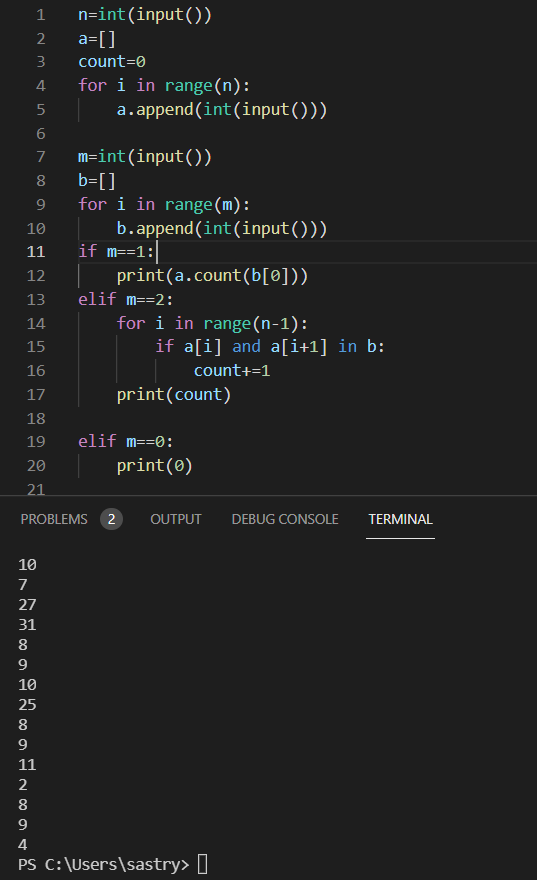 1 n=int(input())
2 a=[]
3 count=0
4 for i in range(n):
5     a.append(int(input()))
6
7 m=int(input())
8 b=[]
9 for i in range(m):
10     b.append(int(input()))
11 if m==1:
12     print(a.count(b[0]))
13 elif m==2:
14     for i in range(n-1):
15         if a[i] and a[i+1] in b:
16             count+=1
17     print(count)
18
19 elif m==0:
20     print(0)
21
PROBLEMS 2 OUTPUT DEBUG CONSOLE TERMINAL
10
7
27
31
8
9
10
25
8
9
11
2
8
9
4
PS C:\Users\sastry>